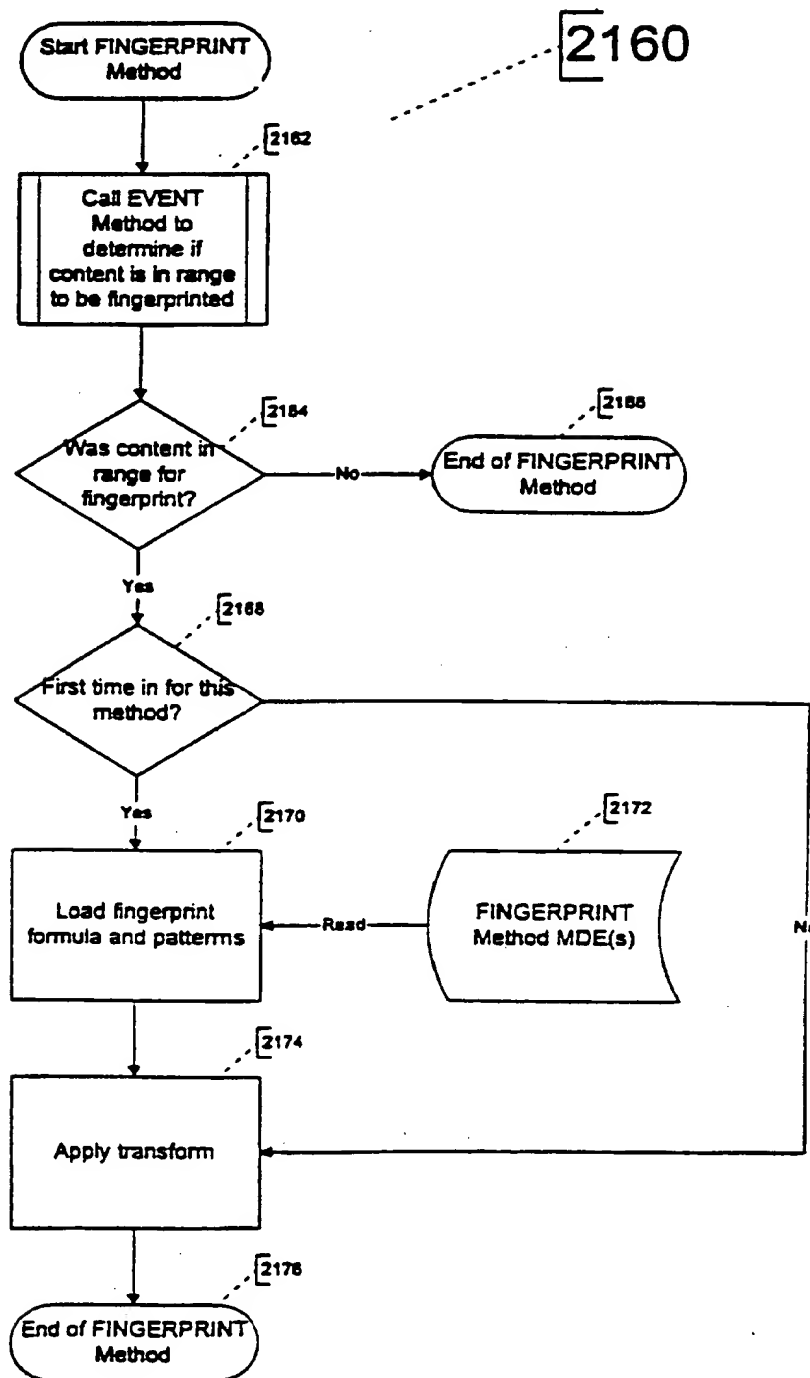 Start FINGERPRINT
Method
2160
2162
Call EVENT
Method to
determine if
content is in range
to be fingerprinted
2164
Was content in
range for
fingerprint?
No
2166
End of FINGERPRINT
Method
Yes
2168
First time in for this
method?
No
Yes
2170
Load fingerprint
formula and patterns
Read
2172
FINGERPRINT
Method MDE(s)
2174
Apply transform
2176
End of FINGERPRINT
Method